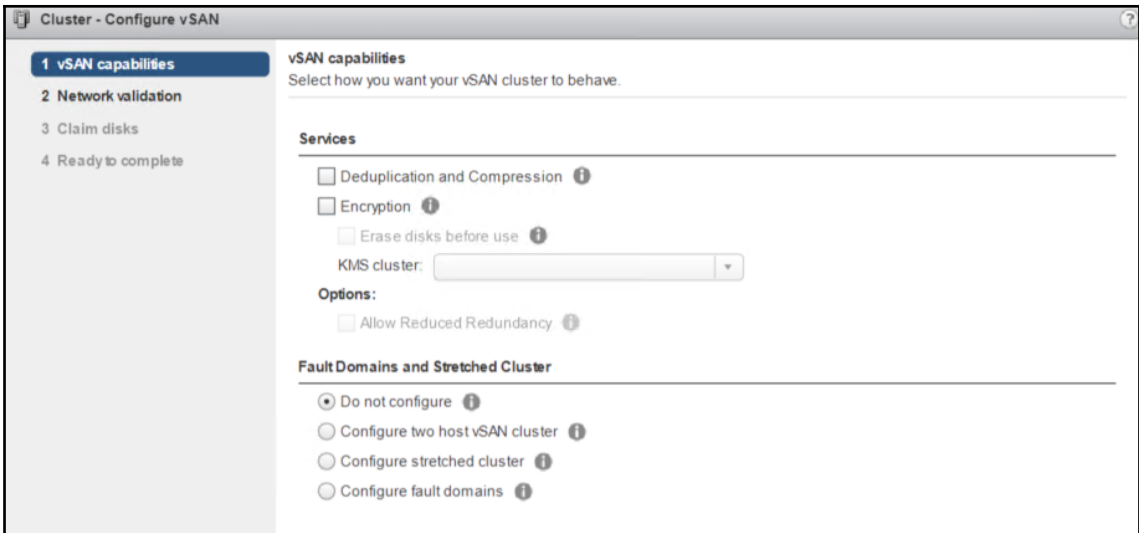 Cluster - Configure vSAN
?
1 vSAN capabilities
2 Network validation
3 Claim disks
4 Ready to complete
vSAN capabilities
Select how you want your vSAN cluster to behave.
Services
Deduplication and Compression
Encryption
Erase disks before use
KMS cluster:
Options:
Allow Reduced Redundancy
Fault Domains and Stretched Cluster
Do not configure
Configure two host vSAN cluster
Configure stretched cluster
Configure fault domains